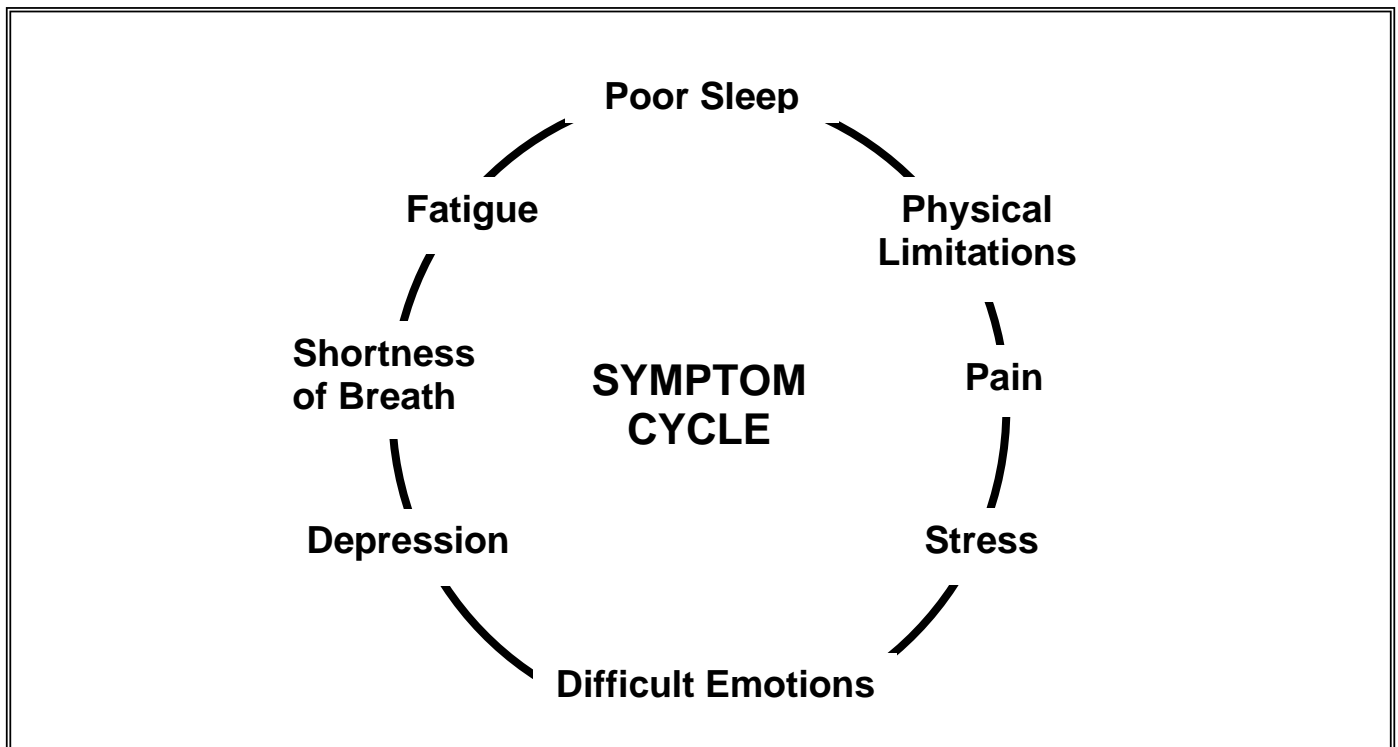 Poor Sleep
Fatigue
Physical
Limitations
Shortness
of Breath
SYMPTOM
CYCLE
Pain
Depression
Stress
Difficult Emotions